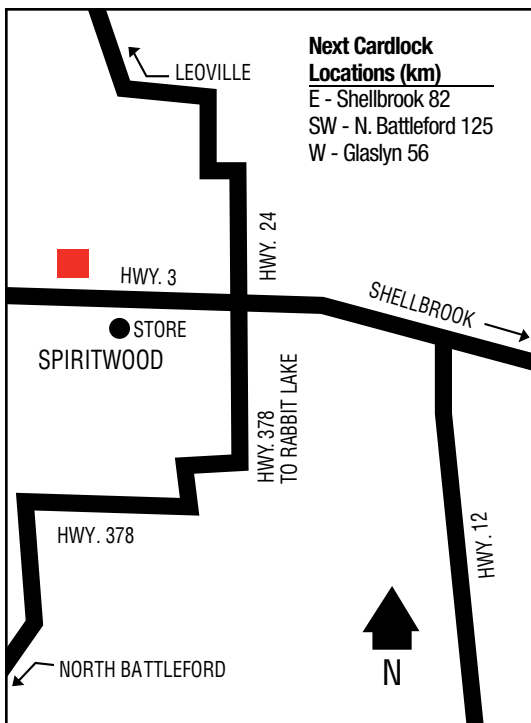 Next Cardlock
Locations (km)
E - Shellbrook 82
SW - N. Battleford 125
W - Glaslyn 56
LEOVILLE
HWY. 24
HWY. 3
SHELLBROOK
STORE
SPIRITWOOD
HWY. 378
TO RABBIT LAKE
HWY. 378
HWY. 12
NORTH BATTLEFORD
N